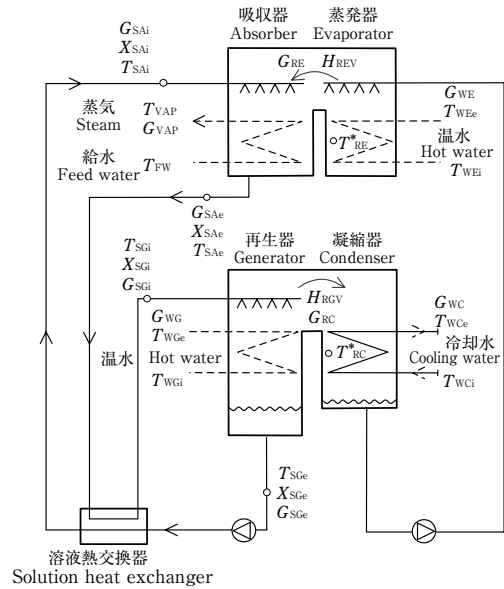 G_SAi
X_SAi
T_SAi
吸収器
Absorber
蒸発器
Evaporator
G_RE
H_REV
蒸気
Steam
T_VAP
G_VAP
給水
Feed water
T_FW
G_WE
T_WEe
温水
Hot water
T_WEi
T*_RE
G_SAe
X_SAe
T_SAe
T_SGi
X_SGi
G_SGi
再生器
Generator
凝縮器
Condenser
H_RGV
G_RC
G_WG
T_WGe
温水
Hot water
T_WGi
G_WC
T_WCe
冷却水
Cooling water
T_WCi
T*_RC
T_SGe
X_SGe
G_SGe
溶液熱交換器
Solution heat exchanger